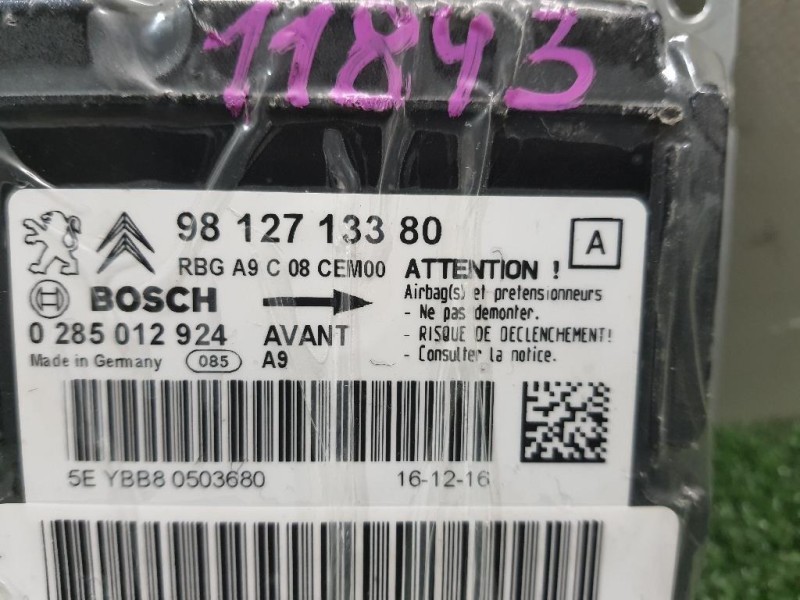 11843
98 127 133 80
A
RBG A9 C 08 CEM00
ATTENTION !
BOSCH
Airbag(s) et pretensionneurs
- Ne pas demonter.
0 285 012 924
AVANT
- RISQUE DE DECLENCHEMENT!
Made in Germany
085
A9
- Consulter la notice.
5E YBB8 0503680
16-12-16